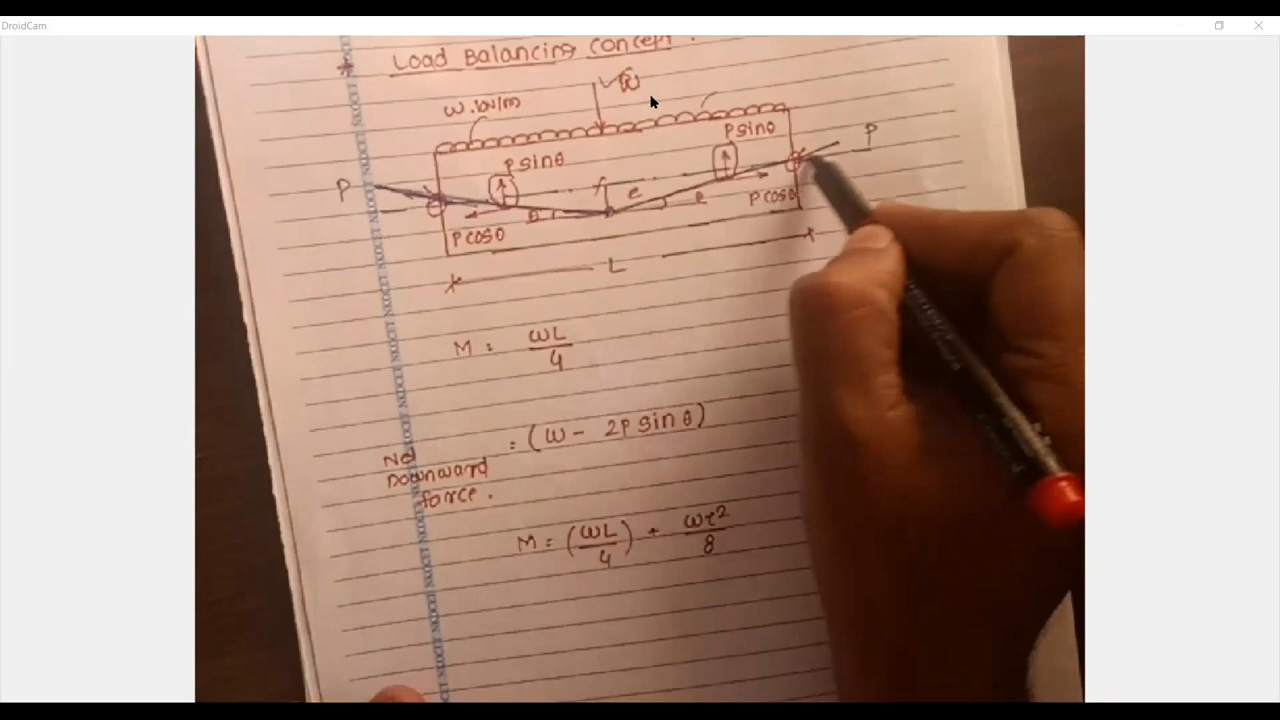 DroidCam
* Load Balancing Concept.
W
ω.kN/m
P sinθ
P sinθ
P
P
e
P cosθ
θ
P cosθ
L
M = WL/4
Net Downward force. = (W - 2P sinθ)
M = (WL/4) + ωl²/8